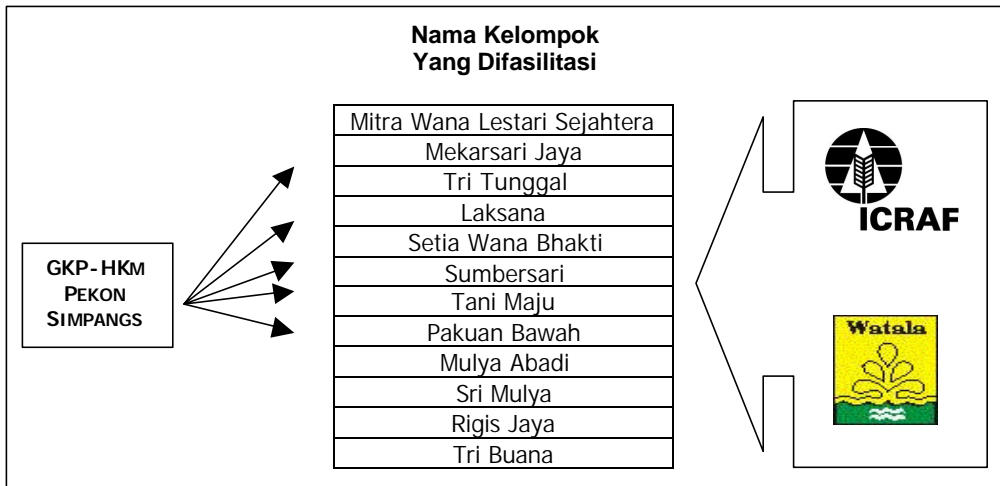 Nama Kelompok
Yang Difasilitasi
Mitra Wana Lestari Sejahtera
Mekarsari Jaya
Tri Tunggal
Laksana
Setia Wana Bhakti
Sumbersari
Tani Maju
Pakuan Bawah
Mulya Abadi
Sri Mulya
Rigis Jaya
Tri Buana
GKP-HKM
PEKON
SIMPANGS
ICRAF
Watala